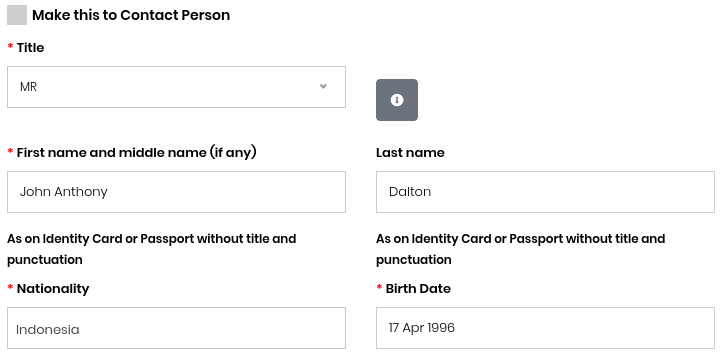 Make this to Contact Person
* Title
MR
* First name and middle name (if any)
Last name
John Anthony
Dalton
As on Identity Card or Passport without title and
punctuation
As on Identity Card or Passport without title and
punctuation
* Nationality
* Birth Date
Indonesia
17 Apr 1996